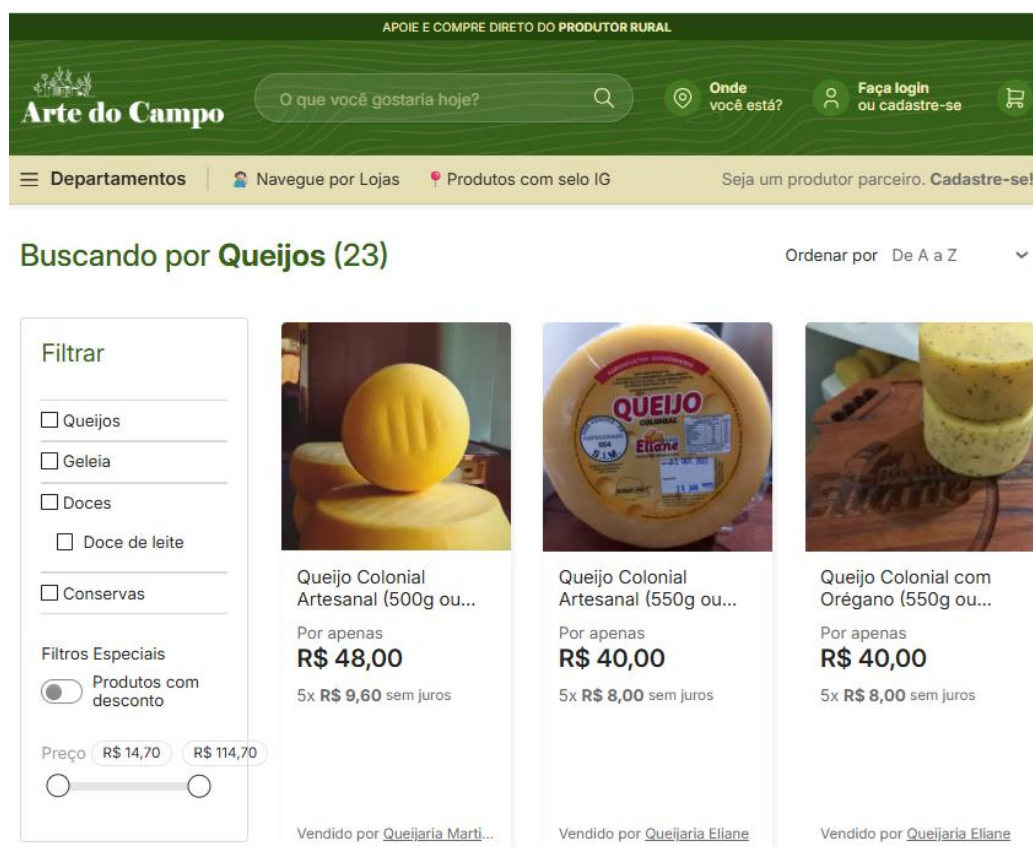 APOIE E COMPRE DIRETO DO PRODUTOR RURAL
Arte do Campo
O que você gostaria hoje?
Onde
você está?
Faça login
ou cadastre-se
Departamentos
Navegue por Lojas
Produtos com selo IG
Seja um produtor parceiro. Cadastre-se!
Buscando por Queijos (23)
Ordenar por De A a Z
Filtrar
Queijos
Geleia
Doces
Doce de leite
Conservas
Filtros Especiais
Produtos com
desconto
Preço R$ 14,70 R$ 114,70
QUEIJO
COLONIAL
Eliane
S I M
Queijo Colonial
Artesanal (500g ou...
Por apenas
R$ 48,00
5x R$ 9,60 sem juros
Vendido por Queijaria Marti...
Queijo Colonial
Artesanal (550g ou...
Por apenas
R$ 40,00
5x R$ 8,00 sem juros
Vendido por Queijaria Eliane
Eliane
Queijo Colonial com
Orégano (550g ou...
Por apenas
R$ 40,00
5x R$ 8,00 sem juros
Vendido por Queijaria Eliane